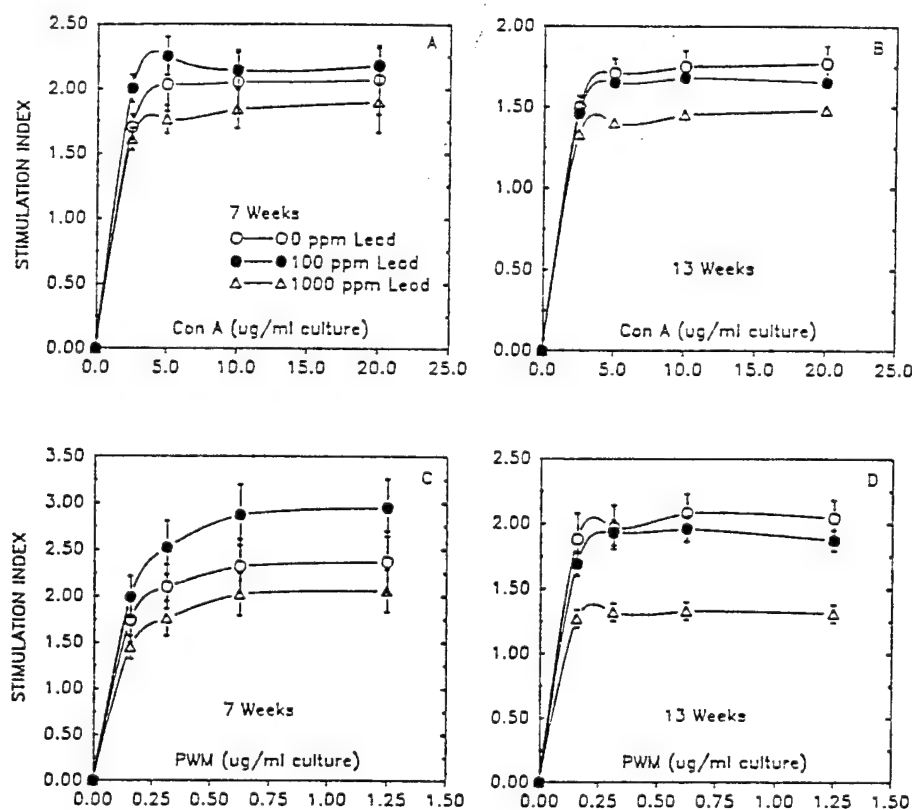 2.50
2.00
1.50
1.00
0.50
0.00
STIMULATION INDEX
A
7 Weeks
0 ppm Lead
100 ppm Lead
1000 ppm Lead
Con A (ug/ml culture)
0.0 5.0 10.0 15.0 20.0 25.0
2.00
1.50
1.00
0.50
0.00
B
13 Weeks
Con A (ug/ml culture)
0.0 5.0 10.0 15.0 20.0 25.0
3.50
3.00
2.50
2.00
1.50
1.00
0.50
0.00
STIMULATION INDEX
C
7 Weeks
PWM (ug/ml culture)
0.00 0.25 0.50 0.75 1.00 1.25 1.50
2.50
2.00
1.50
1.00
0.50
0.00
D
13 Weeks
PWM (ug/ml culture)
0.00 0.25 0.50 0.75 1.00 1.25 1.50